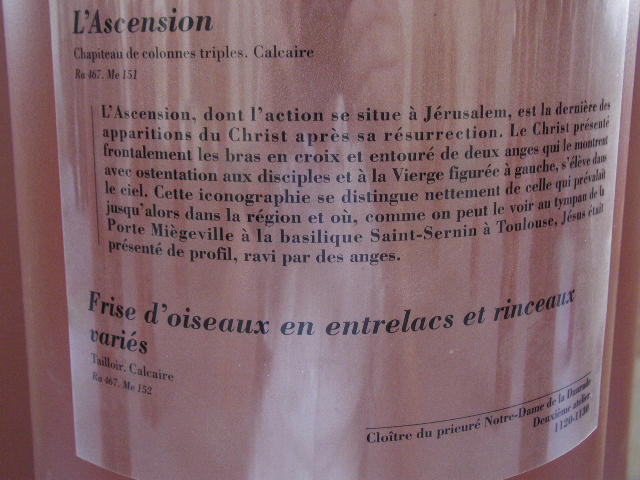 L'Ascension
Chapiteau de colonnes triples. Calcaire
Ra 467. Me 151
L'Ascension, dont l'action se situe à Jérusalem, est la dernière des
apparitions du Christ après sa résurrection. Le Christ présenté
frontalement les bras en croix et entouré de deux anges qui le montrent
avec ostentation aux disciples et à la Vierge figurée à gauche, s'élève dans
le ciel. Cette iconographie se distingue nettement de celle qui prévalait
jusqu'alors dans la région et où, comme on peut le voir au tympan de la
Porte Miègeville à la basilique Saint-Sernin à Toulouse, Jésus était
présenté de profil, ravi par des anges.
Frise d'oiseaux en entrelacs et rinceaux
variés
Tailloir. Calcaire
Ra 467. Me 152
Cloître du prieuré Notre-Dame de la Daurade
Deuxième atelier
1120-1130